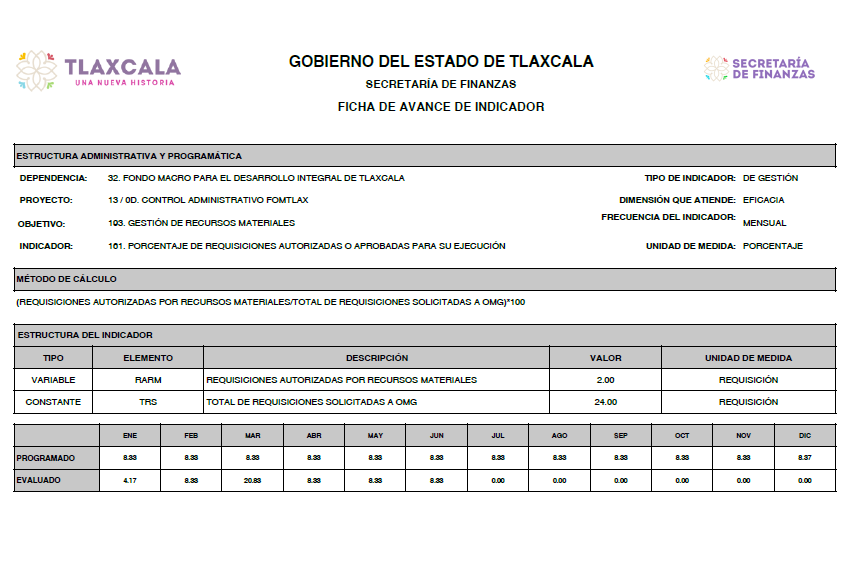 TLAXCALA
UNA NUEVA HISTORIA
GOBIERNO DEL ESTADO DE TLAXCALA
SECRETARÍA DE FINANZAS
FICHA DE AVANCE DE INDICADOR
SECRETARÍA
DE FINANZAS
ESTRUCTURA ADMINISTRATIVA Y PROGRAMÁTICA
DEPENDENCIA: 32. FONDO MACRO PARA EL DESARROLLO INTEGRAL DE TLAXCALA TIPO DE INDICADOR: DE GESTIÓN
PROYECTO: 13 / 0D. CONTROL ADMINISTRATIVO FOMTLAX DIMENSIÓN QUE ATIENDE: EFICACIA
OBJETIVO: 193. GESTIÓN DE RECURSOS MATERIALES FRECUENCIA DEL INDICADOR: MENSUAL
INDICADOR: 161. PORCENTAJE DE REQUISICIONES AUTORIZADAS O APROBADAS PARA SU EJECUCIÓN UNIDAD DE MEDIDA: PORCENTAJE
MÉTODO DE CÁLCULO
(REQUISICIONES AUTORIZADAS POR RECURSOS MATERIALES/TOTAL DE REQUISICIONES SOLICITADAS A OMG)*100
ESTRUCTURA DEL INDICADOR
TIPO ELEMENTO DESCRIPCIÓN VALOR UNIDAD DE MEDIDA
VARIABLE RARM REQUISICIONES AUTORIZADAS POR RECURSOS MATERIALES 2.00 REQUISICIÓN
CONSTANTE TRS TOTAL DE REQUISICIONES SOLICITADAS A OMG 24.00 REQUISICIÓN
ENE FEB MAR ABR MAY JUN JUL AGO SEP OCT NOV DIC
PROGRAMADO 8.33 8.33 8.33 8.33 8.33 8.33 8.33 8.33 8.33 8.33 8.33 8.37
EVALUADO 4.17 8.33 20.83 8.33 8.33 8.33 0.00 0.00 0.00 0.00 0.00 0.00